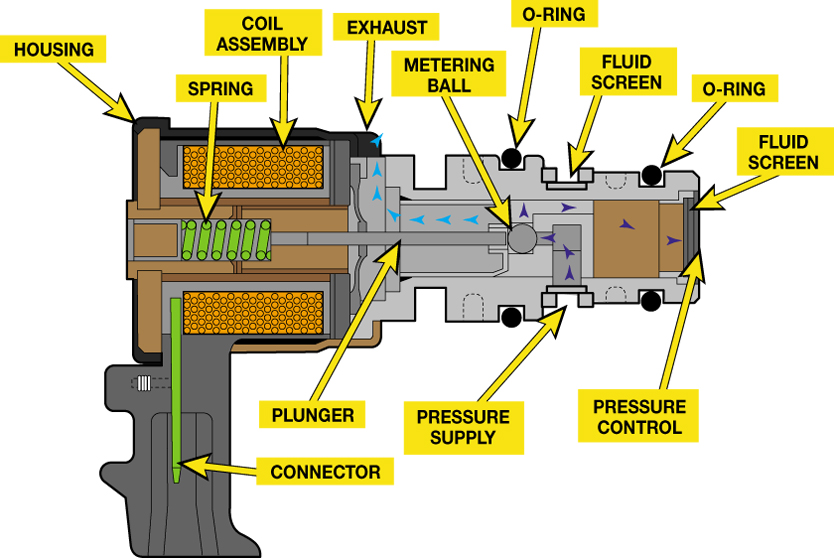 HOUSING
COIL
ASSEMBLY
SPRING
EXHAUST
METERING
BALL
O-RING
FLUID
SCREEN
O-RING
FLUID
SCREEN
PLUNGER
PRESSURE
SUPPLY
PRESSURE
CONTROL
CONNECTOR